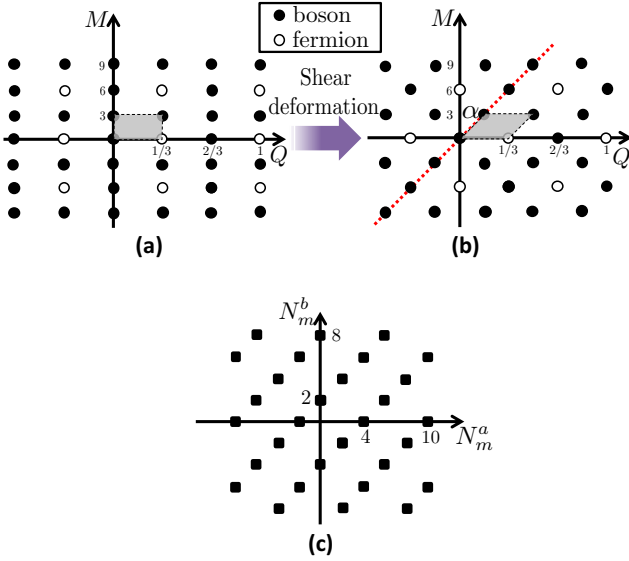 ● boson
○ fermion
M
9
6
3
1/3
2/3
1
Q
(a)
Shear
deformation
M
9
6
3
α
1/3
2/3
1
Q
(b)
N_m^b
8
2
4
10
N_m^a
(c)